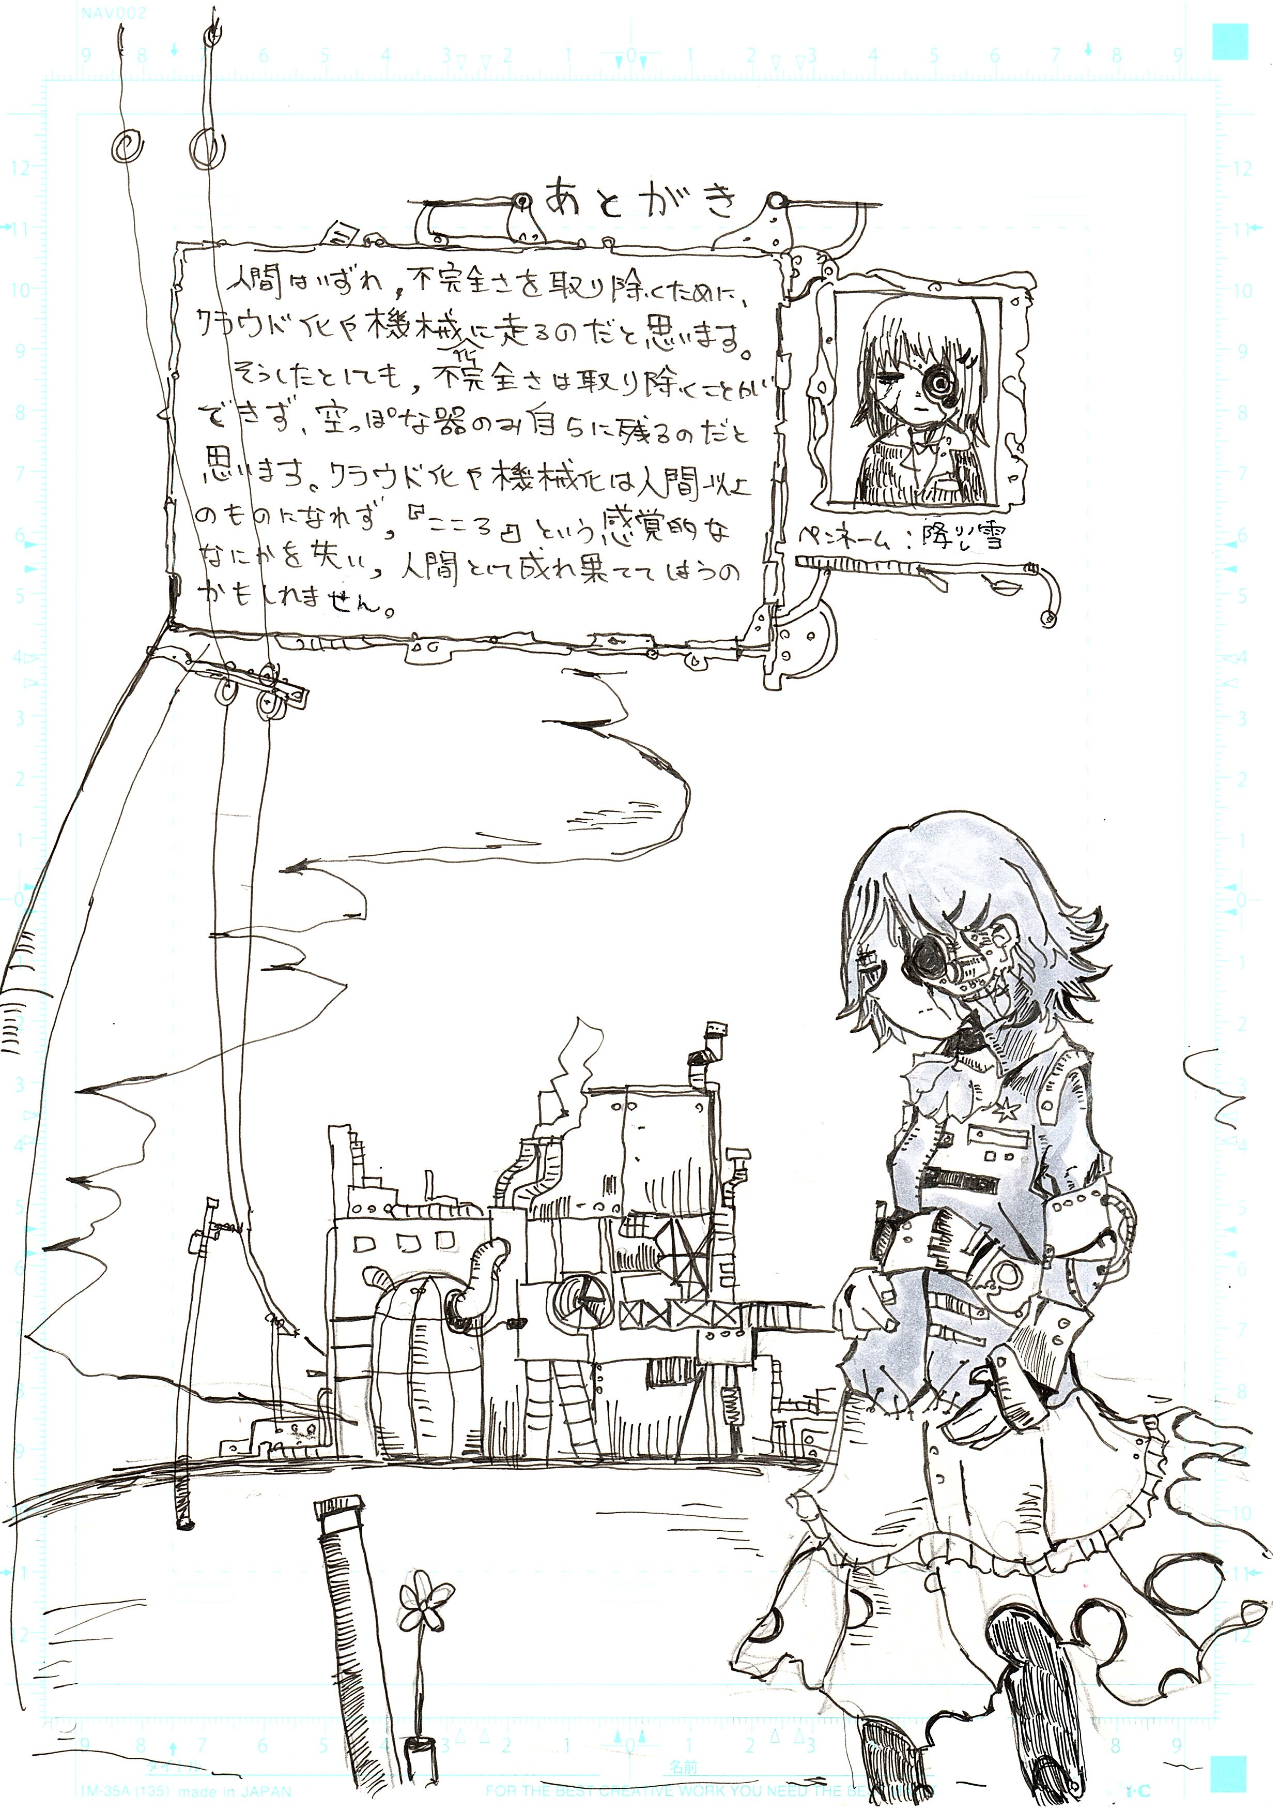 NAV002
あとがき
人間はいずれ,不完全さを取り除くために、
クラウド化や機械化に走るのだと思います。
そうしたとしても,不完全さは取り除くことが
できず、空っぽな器のみ自らに残るのだと
思います。クラウド化や機械化は人間以上
のものになれず,『こころ』という感覚的な
なにかを失い,人間として成れ果ててしまうの
かもしれません。
ペンネーム:降りし雪
タイトル
名前
IM-35A(135) made in JAPAN
FOR THE BEST CREATIVE WORK YOU NEED THE BE
i-C